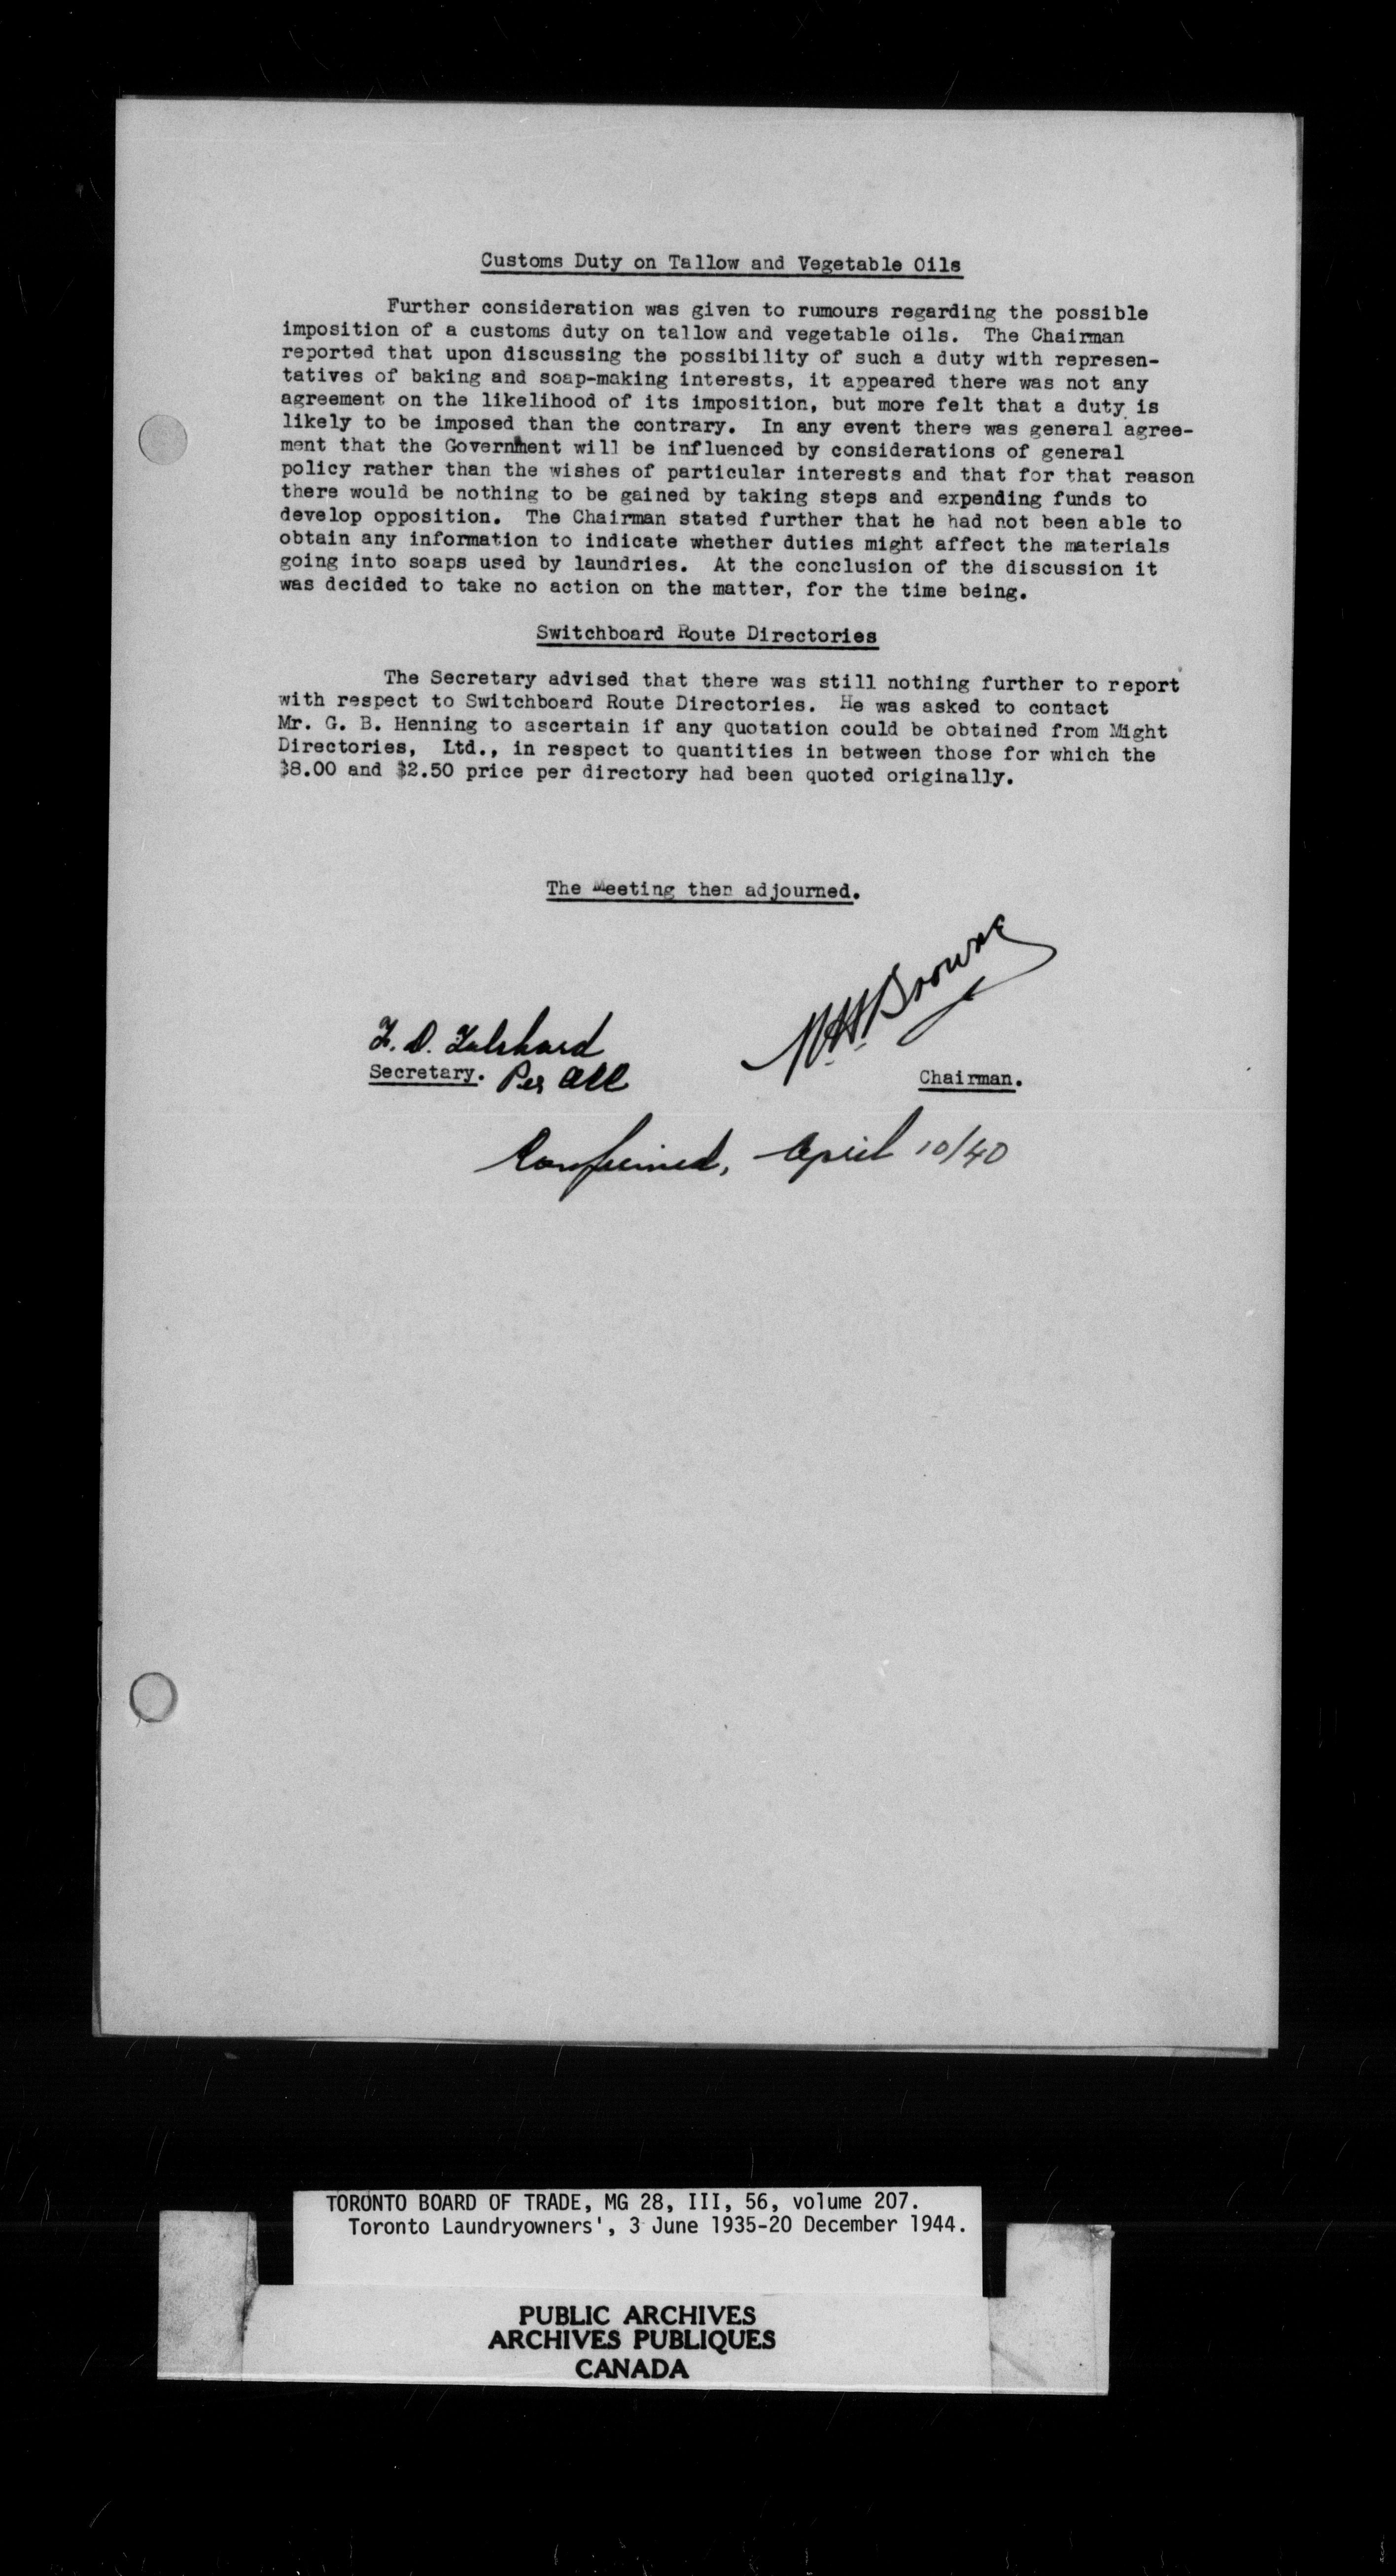 Customs Duty on Tallow and Vegetable Oils
Further consideration was given to rumours regarding the possible
imposition of a customs duty on tallow and vegetable oils. The Chairman
reported that upon discussing the possibility of such a duty with represen-
tatives of baking and soap-making interests, it appeared there was not any
agreement on the likelihood of its imposition, but more felt that a duty is
likely to be imposed than the contrary. In any event there was general agree-
ment that the Government will be influenced by considerations of general
policy rather than the wishes of particular interests and that for that reason
there would be nothing to be gained by taking steps and expending funds to
develop opposition. The Chairman stated further that he had not been able to
obtain any information to indicate whether duties might affect the materials
going into soaps used by laundries. At the conclusion of the discussion it
was decided to take no action on the matter, for the time being.
Switchboard Route Directories
The Secretary advised that there was still nothing further to report
with respect to Switchboard Route Directories. He was asked to contact
Mr. G. B. Henning to ascertain if any quotation could be obtained from Might
Directories, Ltd., in respect to quantities in between those for which the
$8.00 and $2.50 price per directory had been quoted originally.
The Meeting then adjourned.
Browne
F. D.
Secretary. Per
Chairman.
Confirmed, April 10/40
TORONTO BOARD OF TRADE, MG 28, III, 56, volume 207.
Toronto Laundryowners', 3 June 1935-20 December 1944.
PUBLIC ARCHIVES
ARCHIVES PUBLIQUES
CANADA